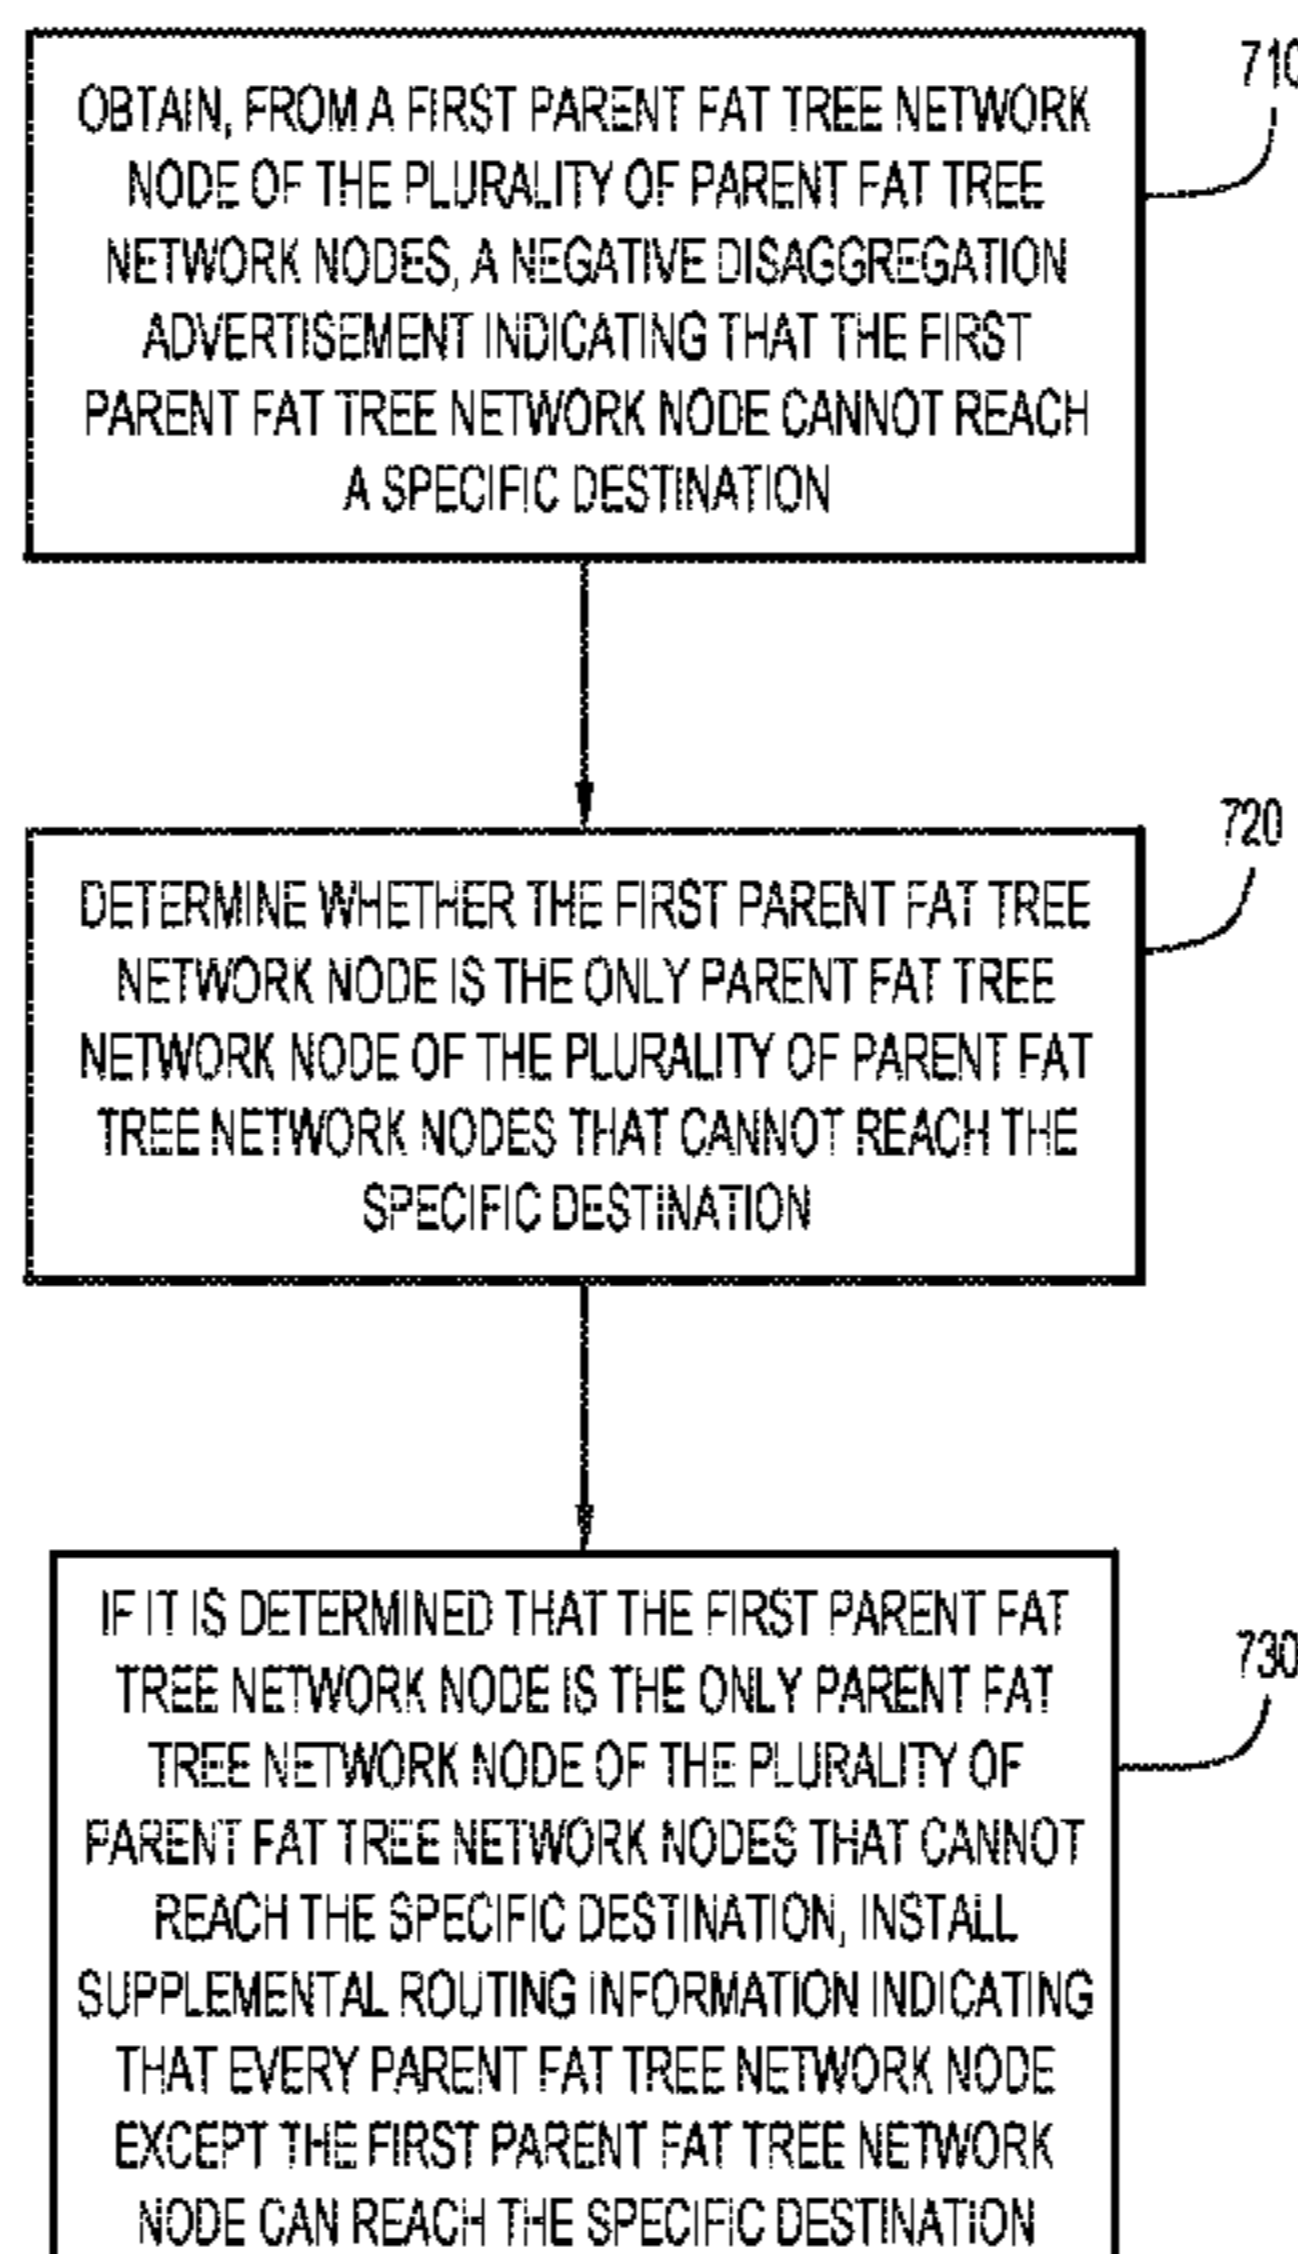 710
OBTAIN, FROM A FIRST PARENT FAT TREE NETWORK
NODE OF THE PLURALITY OF PARENT FAT TREE
NETWORK NODES, A NEGATIVE DISAGGREGATION
ADVERTISEMENT INDICATING THAT THE FIRST
PARENT FAT TREE NETWORK NODE CANNOT REACH
A SPECIFIC DESTINATION
720
DETERMINE WHETHER THE FIRST PARENT FAT TREE
NETWORK NODE IS THE ONLY PARENT FAT TREE
NETWORK NODE OF THE PLURALITY OF PARENT FAT
TREE NETWORK NODES THAT CANNOT REACH THE
SPECIFIC DESTINATION
730
IF IT IS DETERMINED THAT THE FIRST PARENT FAT
TREE NETWORK NODE IS THE ONLY PARENT FAT
TREE NETWORK NODE OF THE PLURALITY OF
PARENT FAT TREE NETWORK NODES THAT CANNOT
REACH THE SPECIFIC DESTINATION, INSTALL
SUPPLEMENTAL ROUTING INFORMATION INDICATING
THAT EVERY PARENT FAT TREE NETWORK NODE
EXCEPT THE FIRST PARENT FAT TREE NETWORK
NODE CAN REACH THE SPECIFIC DESTINATION